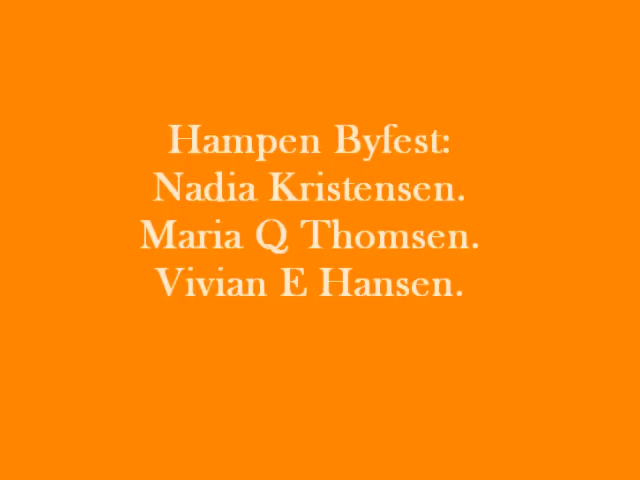 Hampen Byfest:
Nadia Kristensen.
Maria Q Thomsen.
Vivian E Hansen.